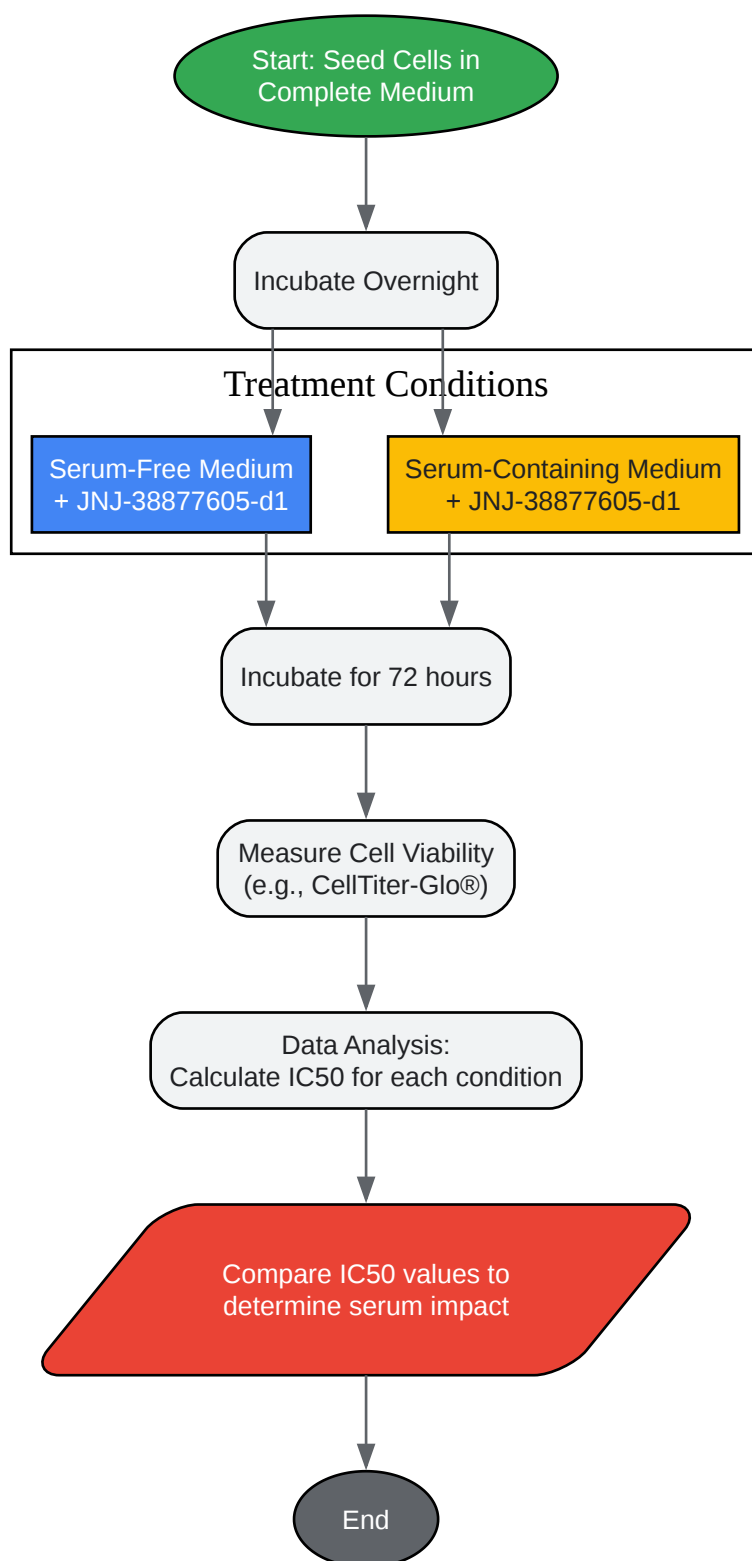 Start: Seed Cells in
Complete Medium
Incubate Overnight
Treatment Conditions
Serum-Free Medium
+ JNJ-38877605-d1
Serum-Containing Medium
+ JNJ-38877605-d1
Incubate for 72 hours
Measure Cell Viability
(e.g., CellTiter-Glo®)
Data Analysis:
Calculate IC50 for each condition
Compare IC50 values to
determine serum impact
End